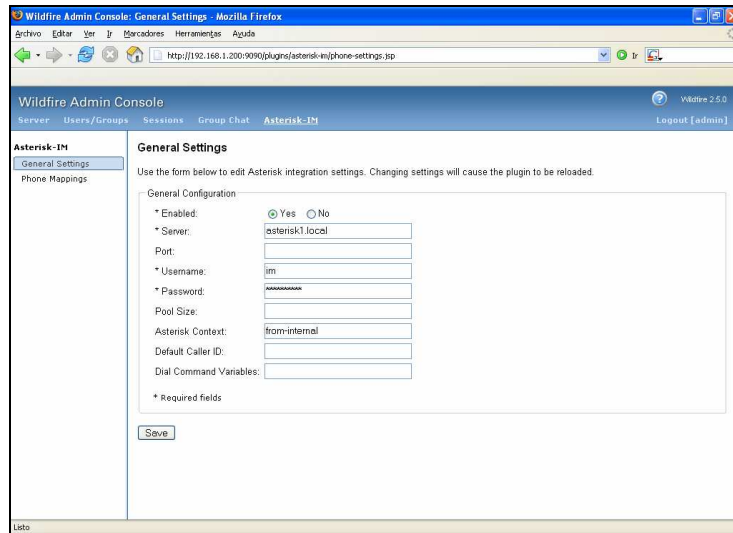 Wildfire Admin Console: General Settings - Mozilla Firefox
Archivo Editar Ver Ir Marcadores Herramientas Ayuda
http://192.168.1.200:9090/plugins/asterisk-im/phone-settings.jsp Ir
Wildfire Admin Console Wildfire 2.5.0
Server Users/Groups Sessions Group Chat Asterisk-IM Logout [admin]
Asterisk-IM
General Settings
Phone Mappings
General Settings
Use the form below to edit Asterisk integration settings. Changing settings will cause the plugin to be reloaded.
General Configuration
* Enabled: Yes No
* Server: asterisk1.local
Port:
* Username: im
* Password: **********
Pool Size:
Asterisk Context: from-internal
Default Caller ID:
Dial Command Variables:
* Required fields
Save
Listo